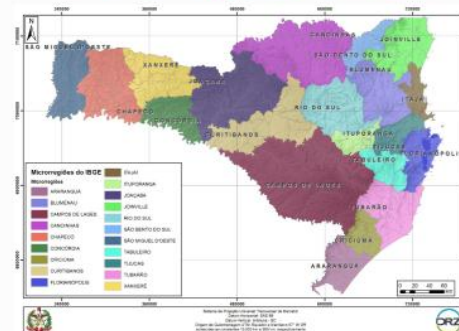 CANOINHAS
JOINVILLE
SÃO MIGUEL D'OESTE
SÃO BENTO DO SUL
XANXERÊ
BLUMENAU
JOAÇABA
ITAJAÍ
CHAPECÓ
RIO DO SUL
CONCÓRDIA
CURITIBANOS
ITUPORANGA
TIJUCAS
FLORIANÓPOLIS
TABULEIRO
CAMPOS DE LAGES
TUBARÃO
CRICIÚMA
ARARANGUÁ
Microrregiões do IBGE
Microrregiões
ARARANGUÁ
BLUMENAU
CAMPOS DE LAGES
CANOINHAS
CHAPECÓ
CONCÓRDIA
CRICIÚMA
CURITIBANOS
FLORIANÓPOLIS
ITAJAÍ
ITUPORANGA
JOAÇABA
JOINVILLE
RIO DO SUL
SÃO BENTO DO SUL
SÃO MIGUEL D'OESTE
TABULEIRO
TIJUCAS
TUBARÃO
XANXERÊ
N
DRZ